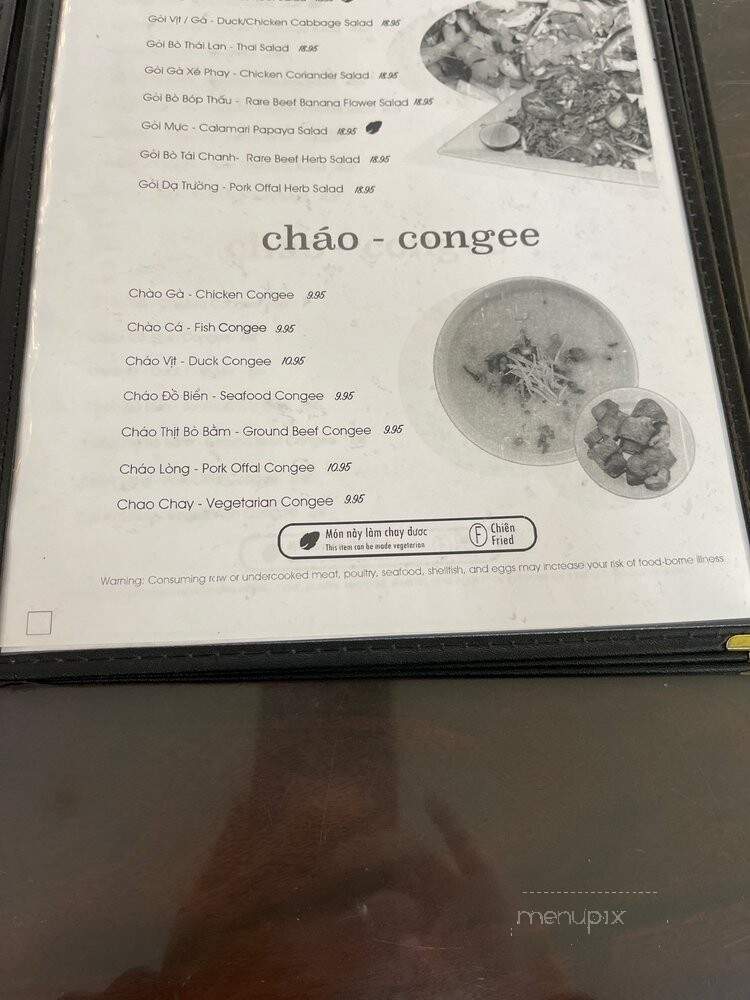 Gỏi Vịt / Gà - Duck/Chicken Cabbage Salad 18.95
Gỏi Bò Thái Lan - Thai Salad 18.95
Gỏi Gà Xé Phay - Chicken Coriander Salad 18.95
Gỏi Bò Bóp Thấu - Rare Beef Banana Flower Salad 18.95
Gỏi Mực - Calamari Papaya Salad 18.95
Gỏi Bò Tái Chanh- Rare Beef Herb Salad 18.95
Gỏi Dạ Trường - Pork Offal Herb Salad 18.95
cháo - congee
Chào Gà - Chicken Congee 9.95
Chào Cá - Fish Congee 9.95
Cháo Vịt - Duck Congee 10.95
Cháo Đồ Biển - Seafood Congee 9.95
Cháo Thịt Bò Bằm - Ground Beef Congee 9.95
Cháo Lòng - Pork Offal Congee 10.95
Chao Chay - Vegetarian Congee 9.95
Món này làm chay được
This item can be made vegetarian
F Chiên
Fried
Warning: Consuming raw or undercooked meat, poultry, seafood, shellfish, and eggs may increase your risk of food-borne illness
menupix